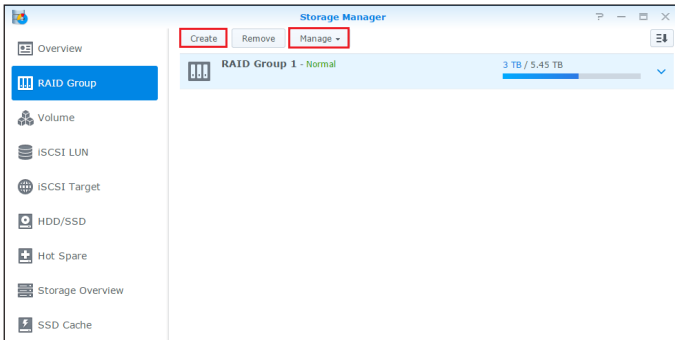 Storage Manager
Overview
RAID Group
Volume
iSCSI LUN
iSCSI Target
HDD/SSD
Hot Spare
Storage Overview
SSD Cache
Create Remove Manage
RAID Group 1 - Normal 3 TB / 5.45 TB